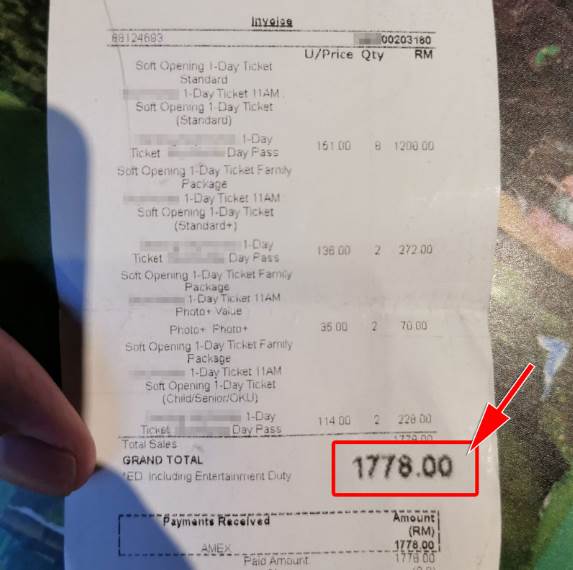 Invoice
88124693 00203180
U/Price Qty RM
Soft Opening 1-Day Ticket
Standard
1-Day Ticket 11AM
Soft Opening 1-Day Ticket
(Standard)
1-Day
Ticket Day Pass 151.00 8 1208.00
Soft Opening 1-Day Ticket Family
Package
1-Day Ticket 11AM
Soft Opening 1-Day Ticket
(Standard+)
1-Day
Ticket Day Pass 136.00 2 272.00
Soft Opening 1-Day Ticket Family
Package
1-Day Ticket 11AM
Photo+ Value
Photo+ Photo+ 35.00 2 70.00
Soft Opening 1-Day Ticket Family
Package
1-Day Ticket 11AM
Soft Opening 1-Day Ticket
(Child/Senior/OKU)
1-Day
Ticket Day Pass 114.00 2 228.00
Total Sales 1778.00
GRAND TOTAL 1778.00
*ED Including Entertainment Duty
Payments Received Amount
(RM)
AMEX 1778.00
Paid Amount 1778.00